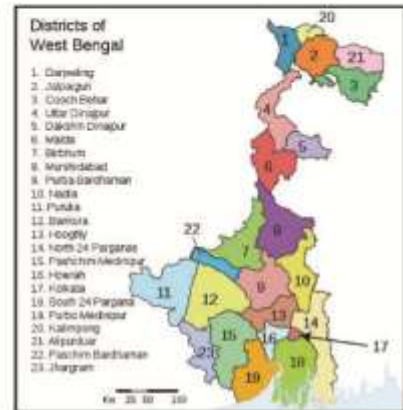 Districts of
West Bengal
1. Darjeeling
2. Jalpaiguri
3. Cooch Behar
4. Uttar Dinajpur
5. Dakshin Dinajpur
6. Malda
7. Birbhum
8. Murshidabad
9. Purba Bardhaman
10. Nadia
11. Purulia
12. Bankura
13. Hooghly
14. North 24 Parganas
15. Pashchim Medinipur
16. Howrah
17. Kolkata
18. South 24 Pargana
19. Purbo Medinipur
20. Kalimpong
21. Alipurduar
22. Paschim Bardhaman
23. Jhargram
20
1
2
21
3
4
5
6
22
7
8
11
12
9
10
13
14
23
15
16
17
19
18
Km